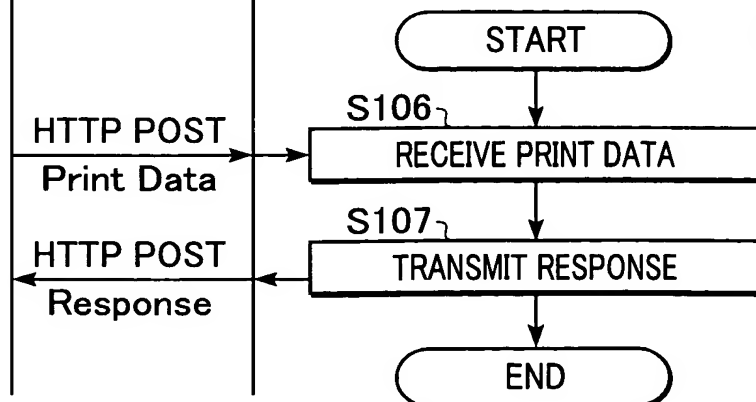 START
S106
HTTP POST
RECEIVE PRINT DATA
Print Data
S107
HTTP POST
TRANSMIT RESPONSE
Response
END